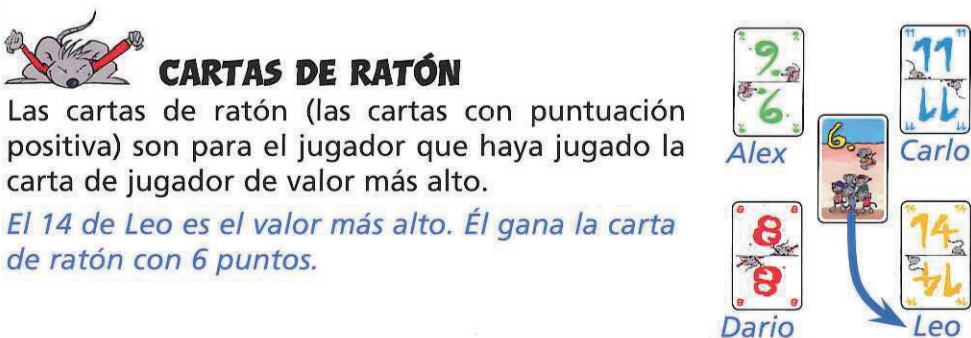 CARTAS DE RATÓN
Las cartas de ratón (las cartas con puntuación
positiva) son para el jugador que haya jugado la
carta de jugador de valor más alto.
El 14 de Leo es el valor más alto. Él gana la carta
de ratón con 6 puntos.
9.
9.
Alex
11
11
Carlo
6.
8
8
Dario
14
14
Leo